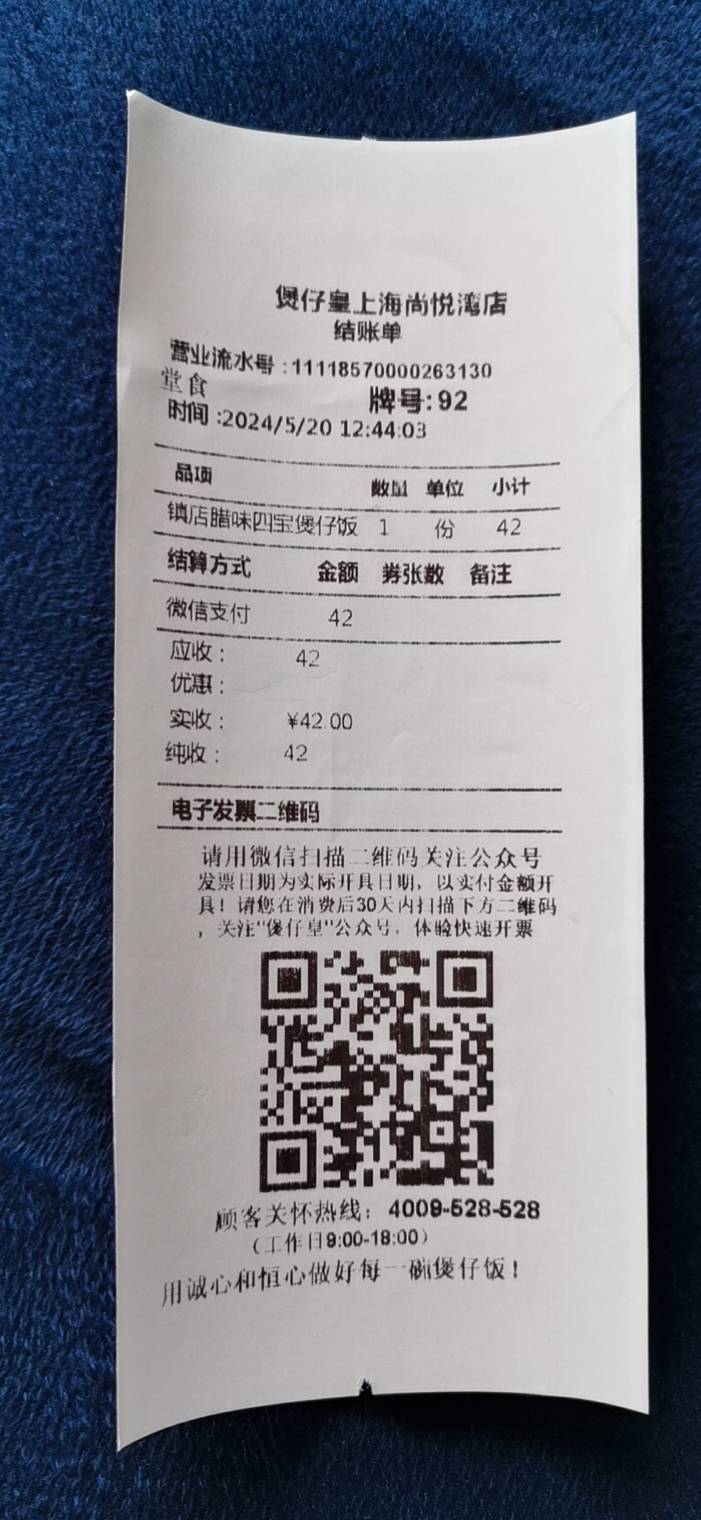 煲仔皇上海尚悦湾店
结账单
营业流水号:11118570000263130
堂食 牌号:92
时间:2024/5/20 12:44:03
品项 数量 单位 小计
镇店腊味四宝煲仔饭 1 份 42
结算方式 金额 券张数 备注
微信支付 42
应收: 42
优惠:
实收: ¥42.00
纯收: 42
电子发票二维码
请用微信扫描二维码关注公众号
发票日期为实际开具日期，以实付金额开
具！请您在消费后30天内扫描下方二维码
，关注"煲仔皇"公众号，体验快速开票
顾客关怀热线：4009-528-528
（工作日9:00-18:00）
用诚心和恒心做好每一碗煲仔饭！